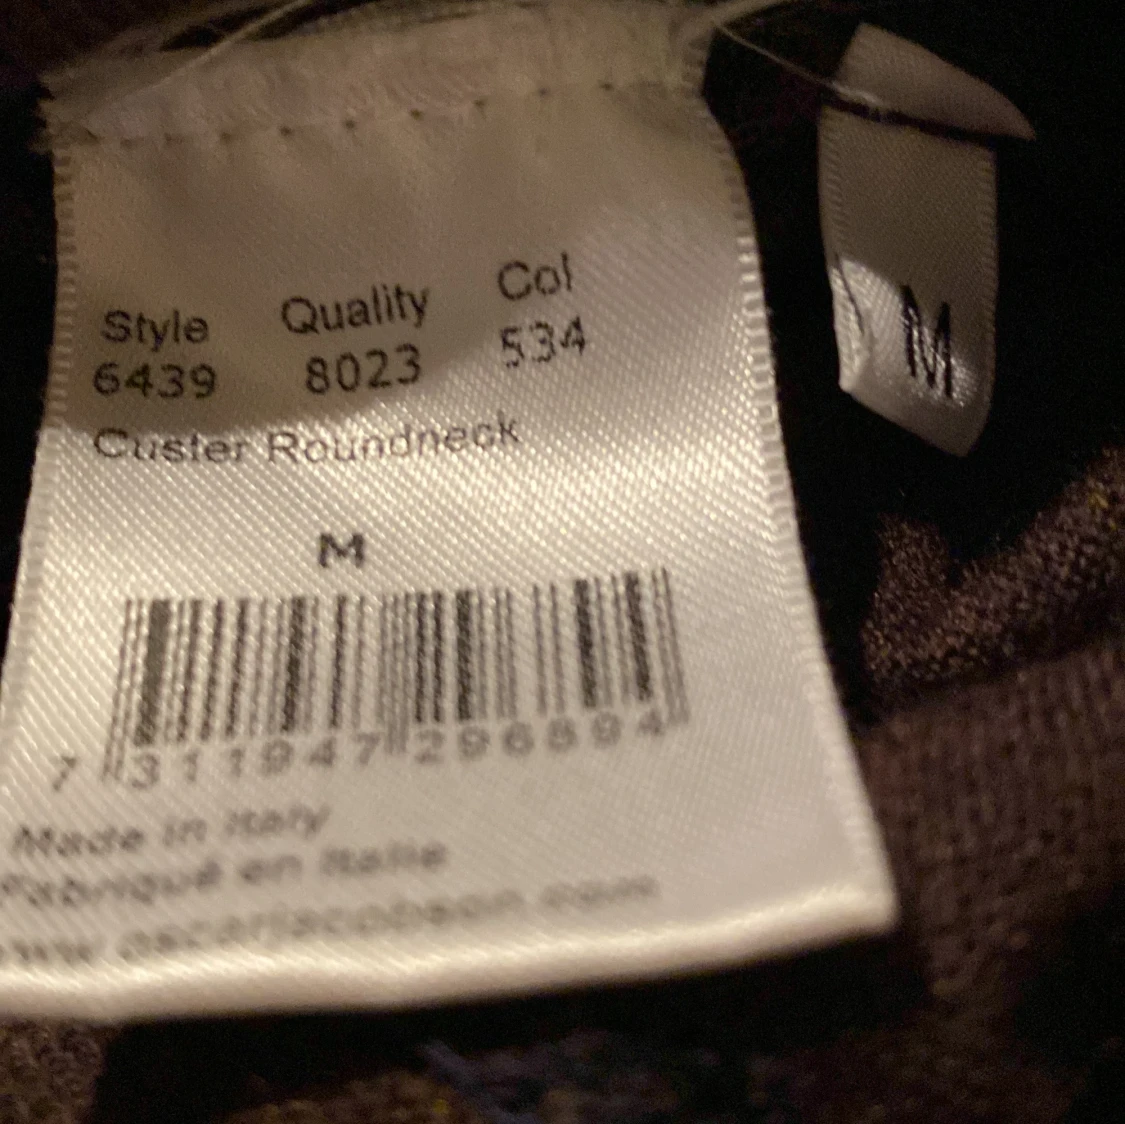 Style Quality Col
6439 8023 534
Custer Roundneck
M
7 311947 296894
Made in Italy
Fabriqué en Italie
www.oscarjacobson.com
M